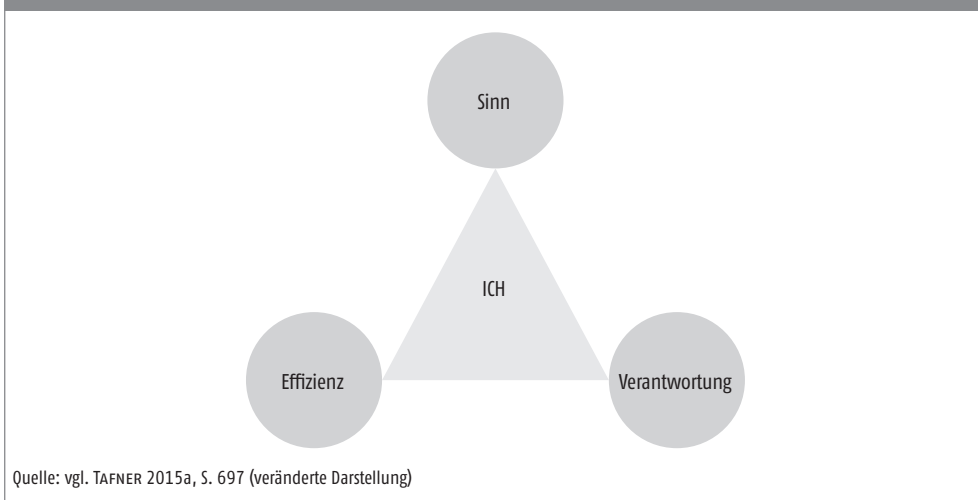 Sinn
ICH
Effizienz
Verantwortung
Quelle: vgl. TAFNER 2015a, S. 697 (veränderte Darstellung)